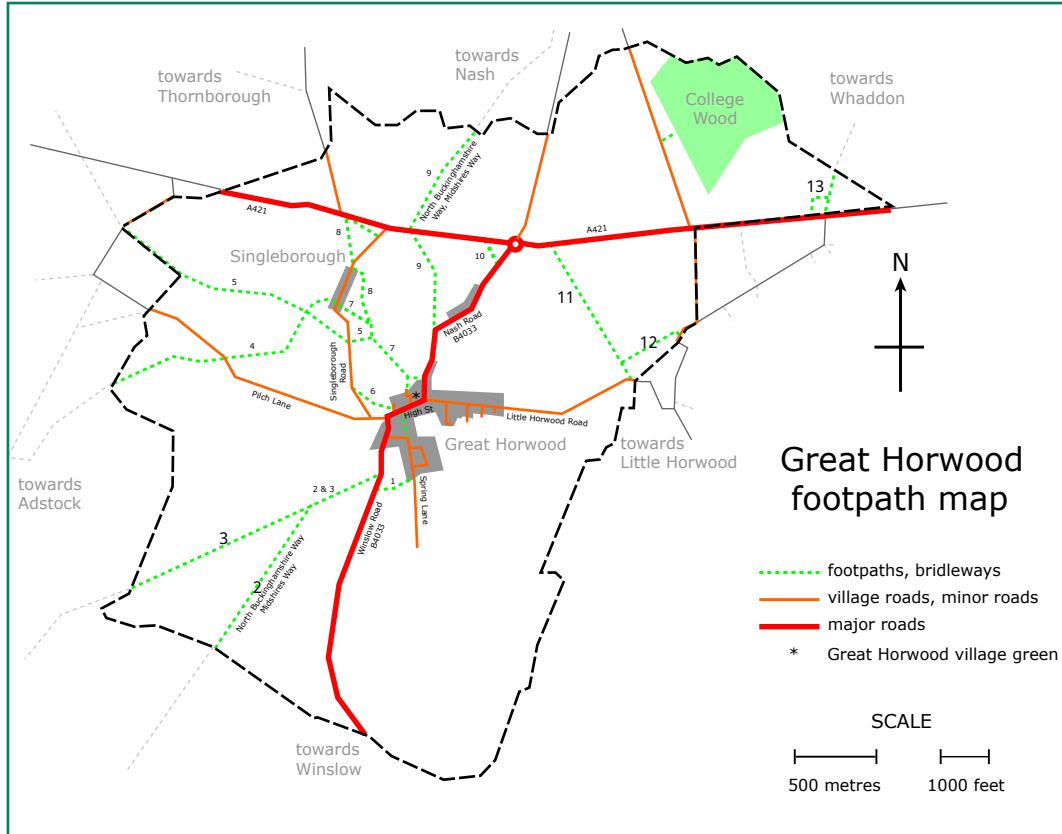 towards
Thornborough
towards
Nash
College
Wood
towards
Whaddon
9
North Buckinghamshire
Way, Midshires Way
13
A421
A421
8
10
Singleborough
9
N
5
8
11
7
Nash Road
B4033
5
12
4
7
Singleborough
Road
6
Pilch Lane
*
High St
Little Horwood Road
Great Horwood
towards
Little Horwood
towards
Adstock
2 & 3
1
Spring Lane
Winslow Road
B4033
3
2
North Buckinghamshire Way
Midshires Way
towards
Winslow
Great Horwood
footpath map
footpaths, bridleways
village roads, minor roads
major roads
* Great Horwood village green
SCALE
500 metres
1000 feet